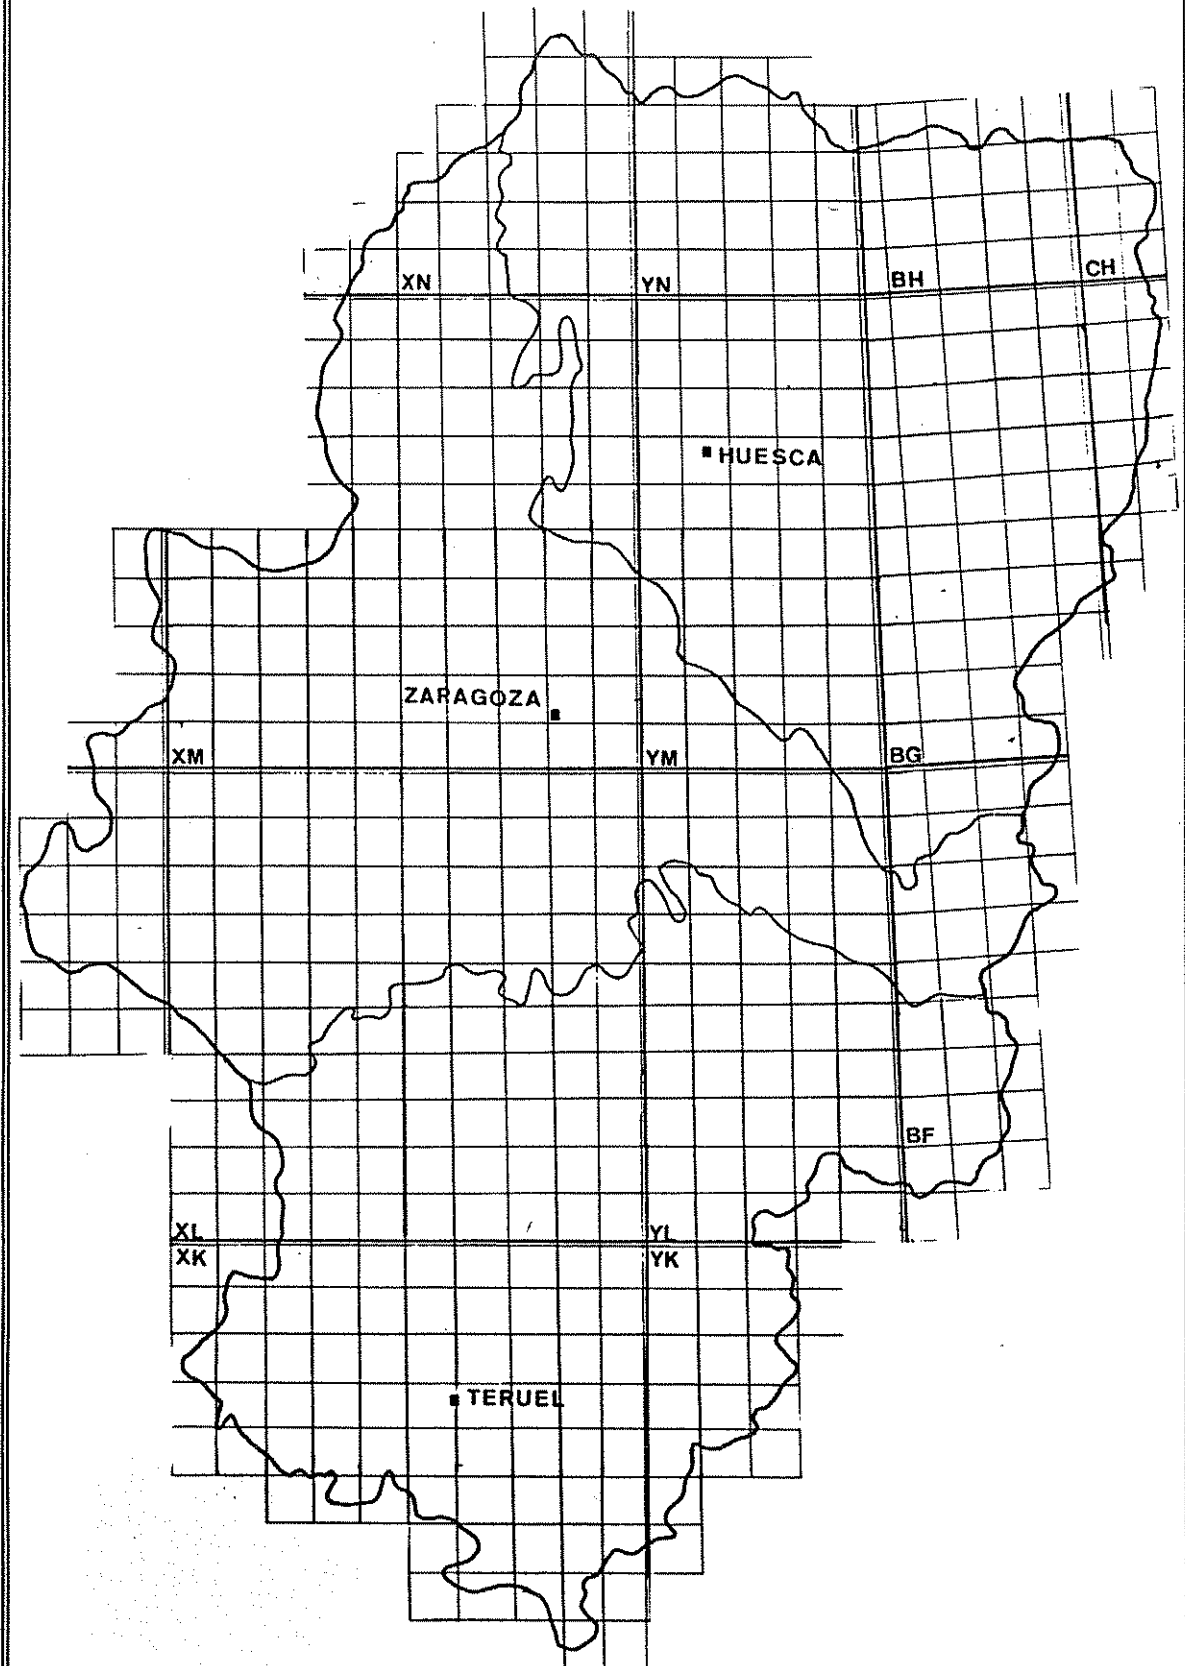 XN
YN
BH
CH
HUESCA
ZARAGOZA
XM
YM
BG
BF
XL
YL
XK
YK
TERUEL